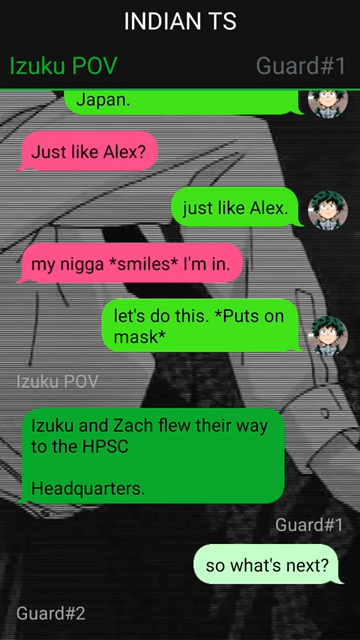 INDIAN TS
Izuku POV
Guard#1
Japan.
Just like Alex?
just like Alex.
my nigga *smiles* I'm in.
let's do this. *Puts on
mask*
Izuku POV
Izuku and Zach flew their way
to the HPSC
Headquarters.
Guard#1
so what's next?
Guard#2